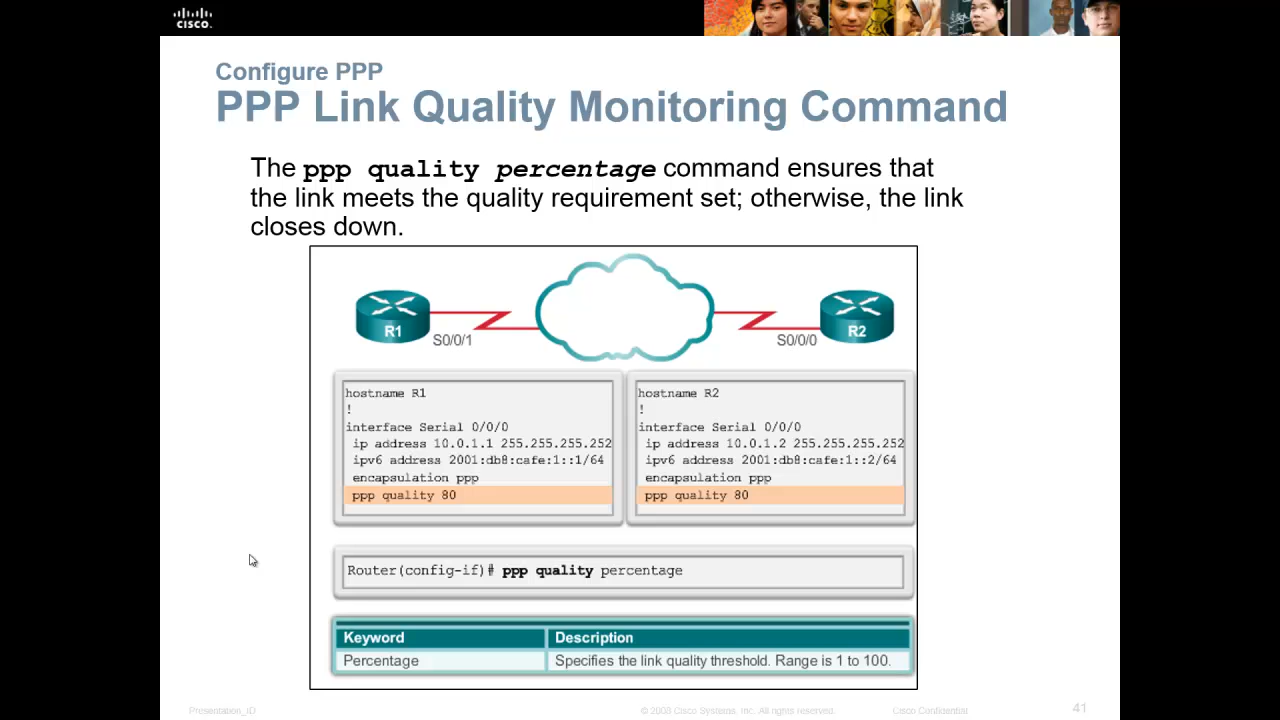 CISCO.
Configure PPP
PPP Link Quality Monitoring Command
The ppp quality percentage command ensures that
the link meets the quality requirement set; otherwise, the link
closes down.
R1
S0/0/1
S0/0/0
R2
hostname R1
!
interface Serial 0/0/0
ip address 10.0.1.1 255.255.255.252
ipv6 address 2001:db8:cafe:1::1/64
encapsulation ppp
ppp quality 80
hostname R2
!
interface Serial 0/0/0
ip address 10.0.1.2 255.255.255.252
ipv6 address 2001:db8:cafe:1::2/64
encapsulation ppp
ppp quality 80
Router(config-if)# ppp quality percentage
Keyword Description
Percentage Specifies the link quality threshold. Range is 1 to 100.
Presentation_ID © 2008 Cisco Systems, Inc. All rights reserved. Cisco Confidential 41